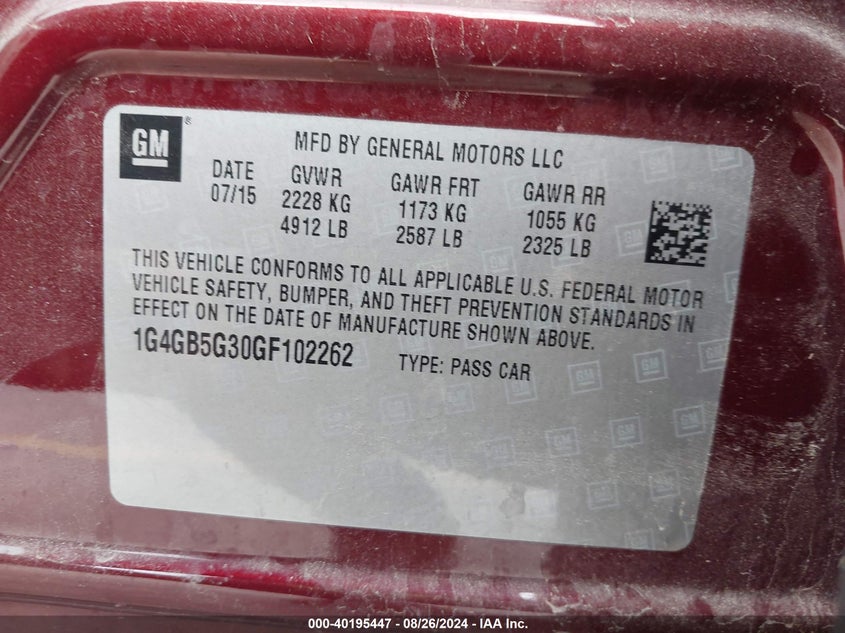 GM ®
MFD BY GENERAL MOTORS LLC
DATE GVWR GAWR FRT GAWR RR
07/15 2228 KG 1173 KG 1055 KG
4912 LB 2587 LB 2325 LB
THIS VEHICLE CONFORMS TO ALL APPLICABLE U.S. FEDERAL MOTOR
VEHICLE SAFETY, BUMPER, AND THEFT PREVENTION STANDARDS IN
EFFECT ON THE DATE OF MANUFACTURE SHOWN ABOVE.
1G4GB5G30GF102262 TYPE: PASS CAR
000-40195447 - 08/26/2024 - IAA Inc.